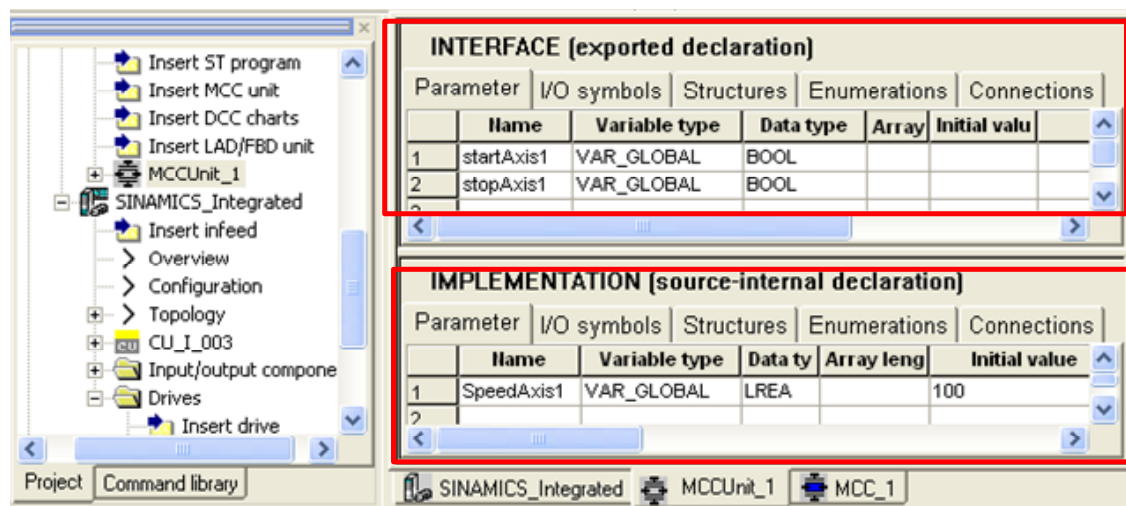 Insert ST program
Insert MCC unit
Insert DCC charts
Insert LAD/FBD unit
MCCUnit_1
SINAMICS_Integrated
Insert infeed
Overview
Configuration
Topology
CU_I_003
Input/output compone
Drives
Insert drive
Project Command library
INTERFACE (exported declaration)
Parameter I/O symbols Structures Enumerations Connections
Name Variable type Data type Array Initial valu
1 startAxis1 VAR_GLOBAL BOOL
2 stopAxis1 VAR_GLOBAL BOOL
IMPLEMENTATION (source-internal declaration)
Parameter I/O symbols Structures Enumerations Connections
Name Variable type Data ty Array leng Initial value
1 SpeedAxis1 VAR_GLOBAL LREA 100
2
SINAMICS_Integrated MCCUnit_1 MCC_1